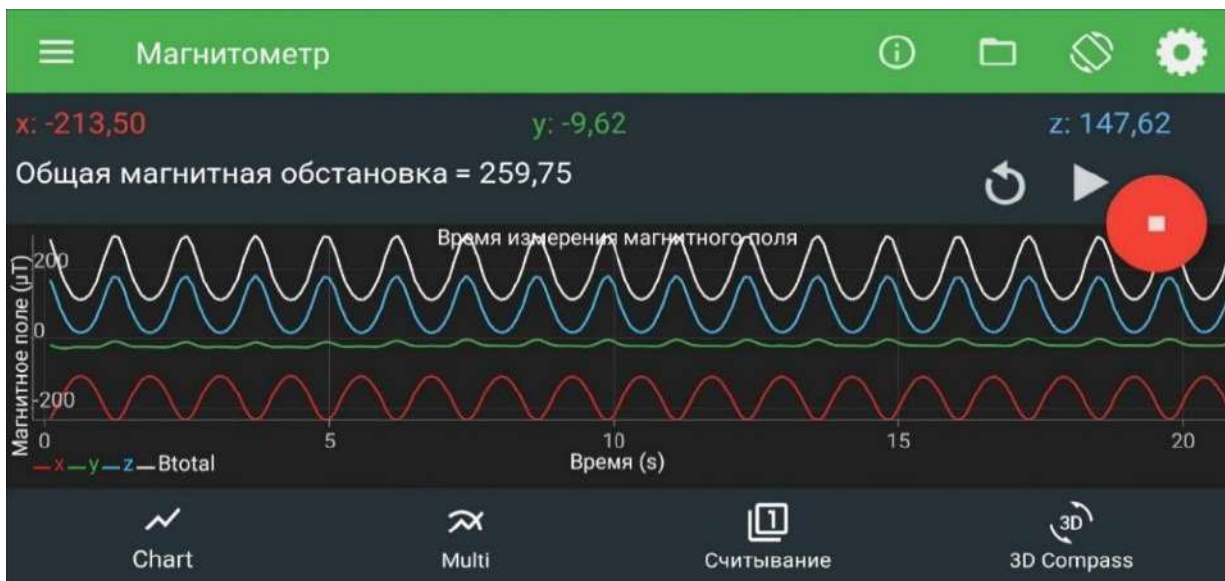 Магнитометр
x: -213,50 y: -9,62 z: 147,62
Общая магнитная обстановка = 259,75
Время измерения магнитного поля
Магнитное поле (μT)
200
0
-200
0 5 10 15 20
x y z Btotal
Время (s)
1 3D
Chart Multi Считывание 3D Compass